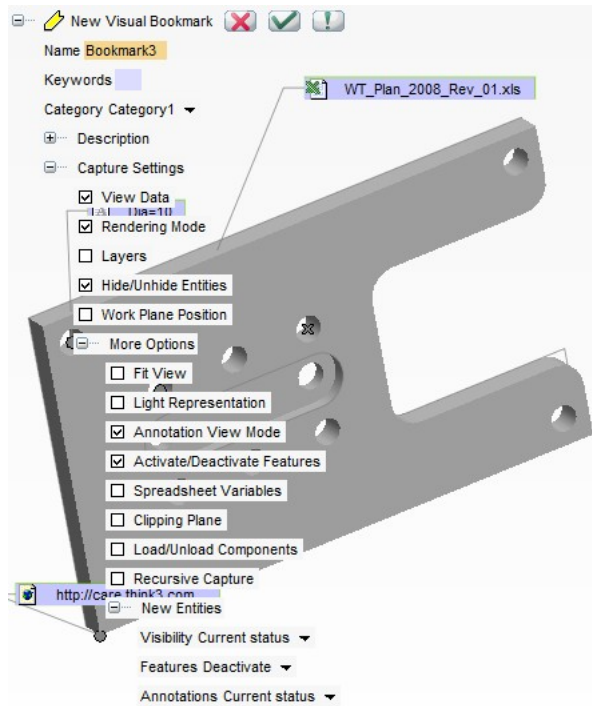 New Visual Bookmark
Name Bookmark3
Keywords
WT_Plan_2008_Rev_01.xls
Category Category1
Description
Capture Settings
View Data
Dia=10
Rendering Mode
Layers
Hide/Unhide Entities
Work Plane Position
More Options
Fit View
Light Representation
Annotation View Mode
Activate/Deactivate Features
Spreadsheet Variables
Clipping Plane
Load/Unload Components
Recursive Capture
http://care.think3.com
New Entities
Visibility Current status
Features Deactivate
Annotations Current status